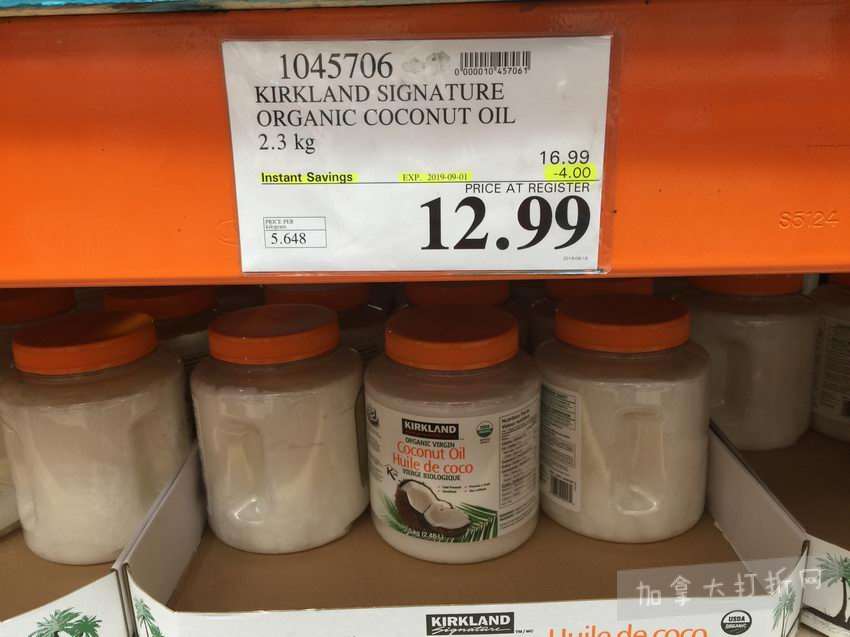 1045706
0000010457061
KIRKLAND SIGNATURE
ORGANIC COCONUT OIL
2.3 kg
16.99
Instant Savings EXP. 2019-09-01 -4.00
PRICE AT REGISTER
12.99
PRICE PER
kilogram
5.648
S5124
KIRKLAND
ORGANIC VIRGIN
Coconut Oil
Huile de coco
VIERGE BIOLOGIQUE
加拿大打折网
KIRKLAND
Signature
TM/MC
Huile de coco
USDA
ORGANIC